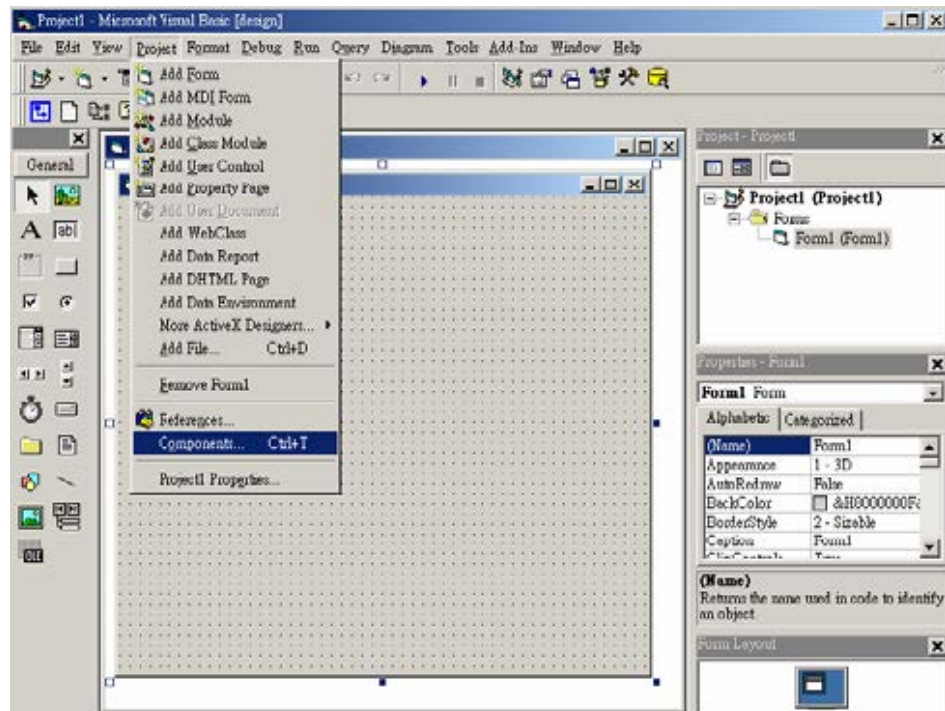 Project1 - Microsoft Visual Basic [design]
File Edit View Project Format Debug Run Query Diagram Tools Add-Ins Window Help
Add Form
Add MDI Form
Add Module
Add Class Module
Add User Control
Add Property Page
Add User Document
Add WebClass
Add Data Report
Add DHTML Page
Add Data Environment
More ActiveX Designers...
Add File... Ctrl+D
Remove Form1
References...
Components... Ctrl+T
Project1 Properties...
General
A ab|
OLE
Project - Project1
Project1 (Project1)
Forms
Form1 (Form1)
Properties - Form1
Form1 Form
Alphabetic Categorized
(Name) Form1
Appearance 1 - 3D
AutoRedraw False
BackColor &H8000000F&
BorderStyle 2 - Sizable
Caption Form1
ClipControls True
(Name)
Returns the name used in code to identify
an object
Form Layout